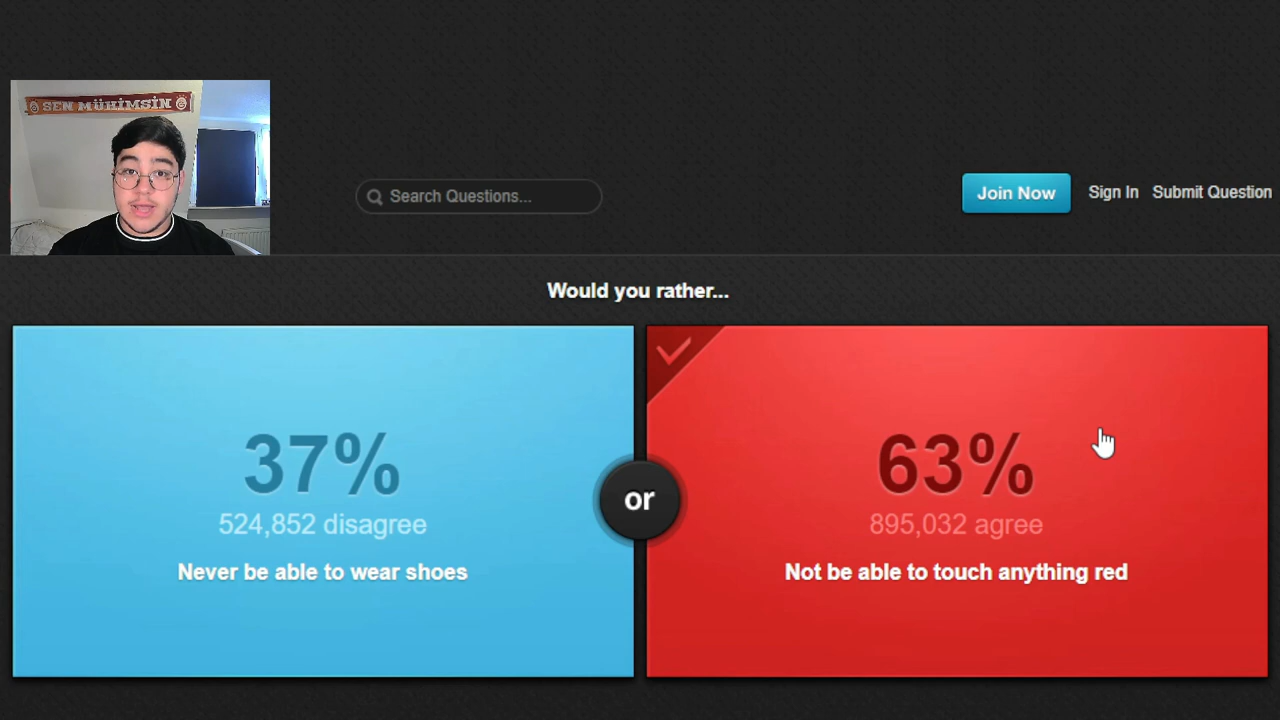 SEN MÜHİMSİN
Search Questions...
Join Now
Sign In
Submit Question
Would you rather...
37%
524,852 disagree
Never be able to wear shoes
or
63%
895,032 agree
Not be able to touch anything red